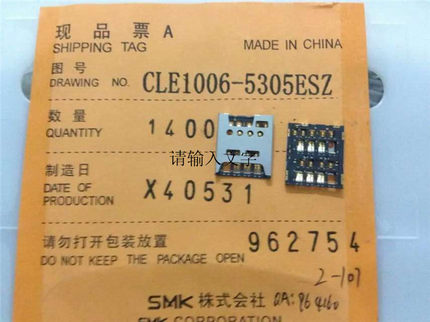 现品票 A
SHIPPING TAG
MADE IN CHINA
图号
DRAWING NO. CLE1006-5305ESZ
数量
QUANTITY 1400
请输入文字
制造日
DATE OF
PRODUCTION X40531
请勿打开包装放置 962754
DO NOT KEEP THE PACKAGE OPEN
2-107
SMK 株式会社
SMK CORPORATION